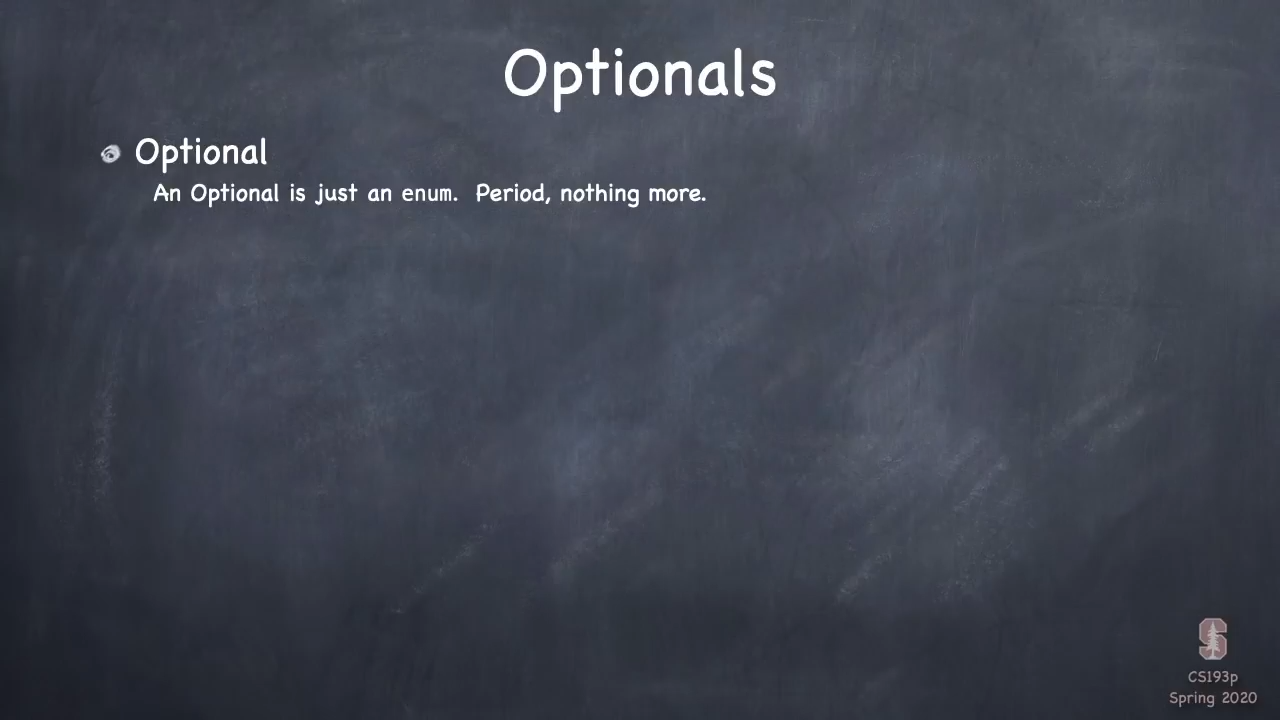 Optionals
Optional
An Optional is just an enum. Period, nothing more.
CS193p
Spring 2020